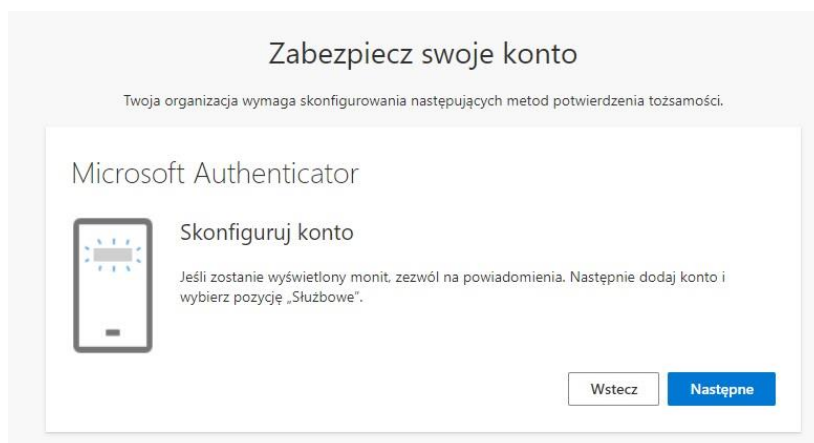 Zabezpiecz swoje konto
Twoja organizacja wymaga skonfigurowania następujących metod potwierdzenia tożsamości.
Microsoft Authenticator
Skonfiguruj konto
Jeśli zostanie wyświetlony monit, zezwól na powiadomienia. Następnie dodaj konto i
wybierz pozycję „Służbowe”.
Wstecz Następne